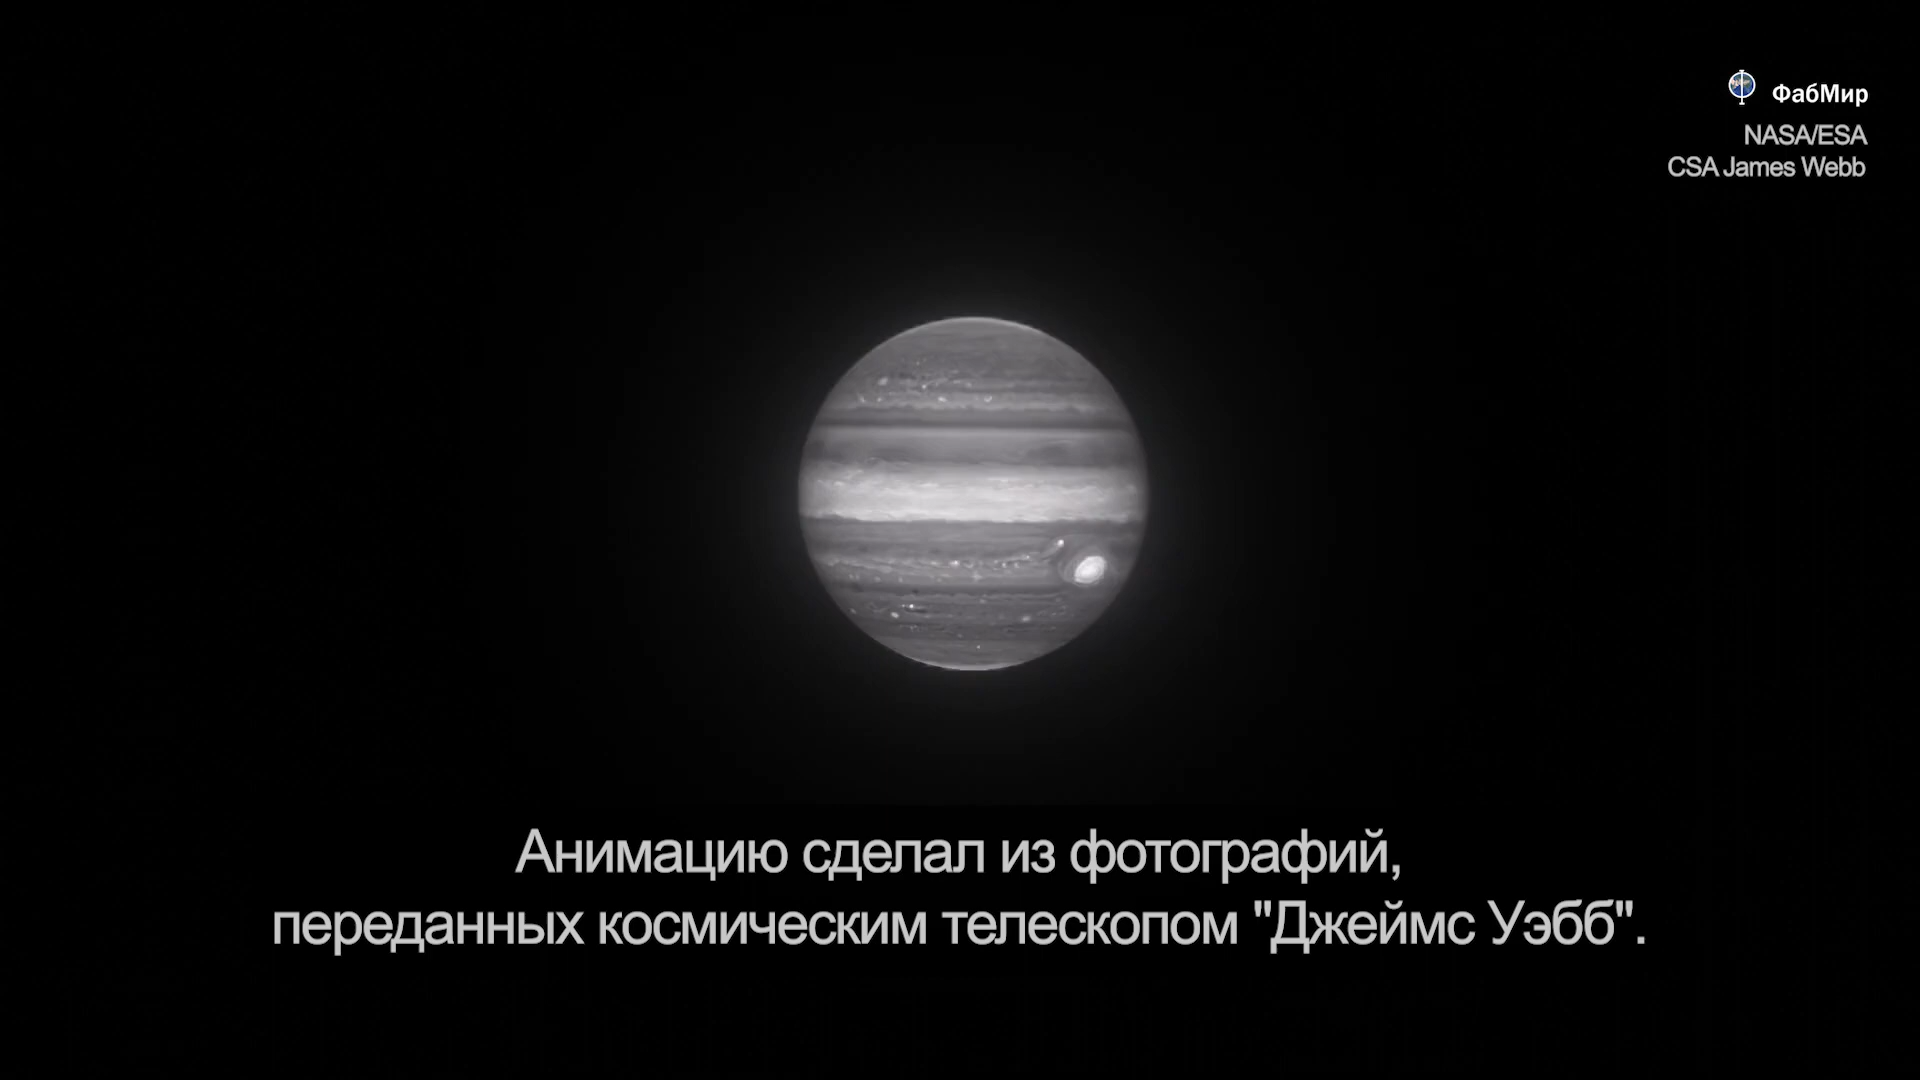 ФабМир
NASA/ESA
CSA James Webb
Анимацию сделал из фотографий,
переданных космическим телескопом "Джеймс Уэбб".